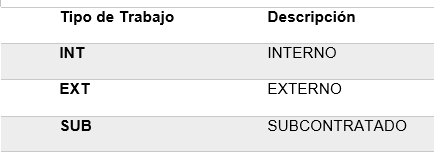 Tipo de Trabajo Descripción
INT INTERNO
EXT EXTERNO
SUB SUBCONTRATADO